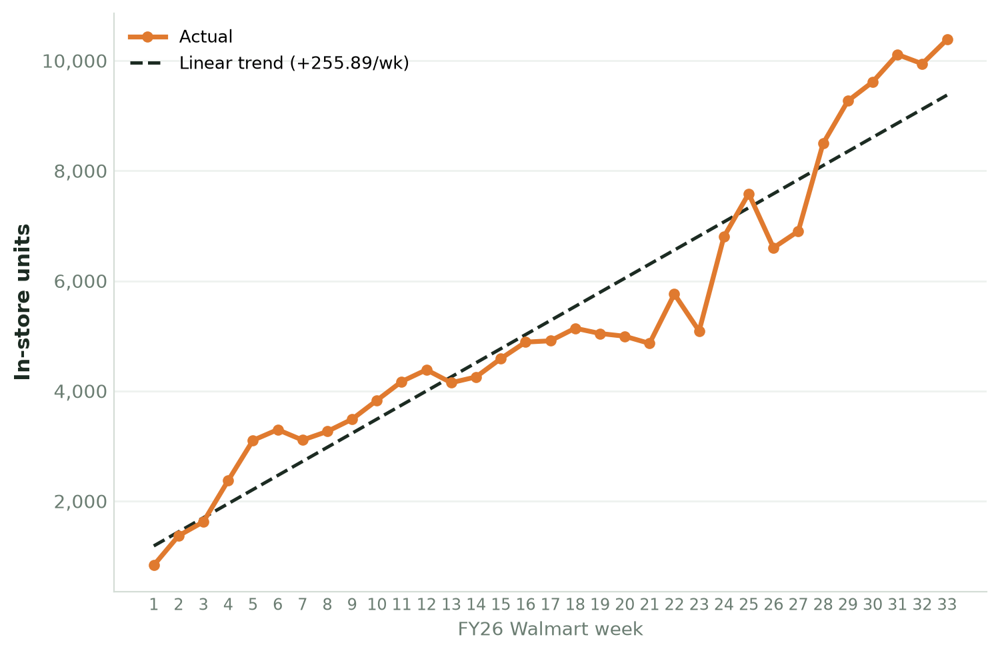 Actual
Linear trend (+255.89/wk)
10,000
8,000
6,000
4,000
2,000
In-store units
1 2 3 4 5 6 7 8 9 10 11 12 13 14 15 16 17 18 19 20 21 22 23 24 25 26 27 28 29 30 31 32 33
FY26 Walmart week